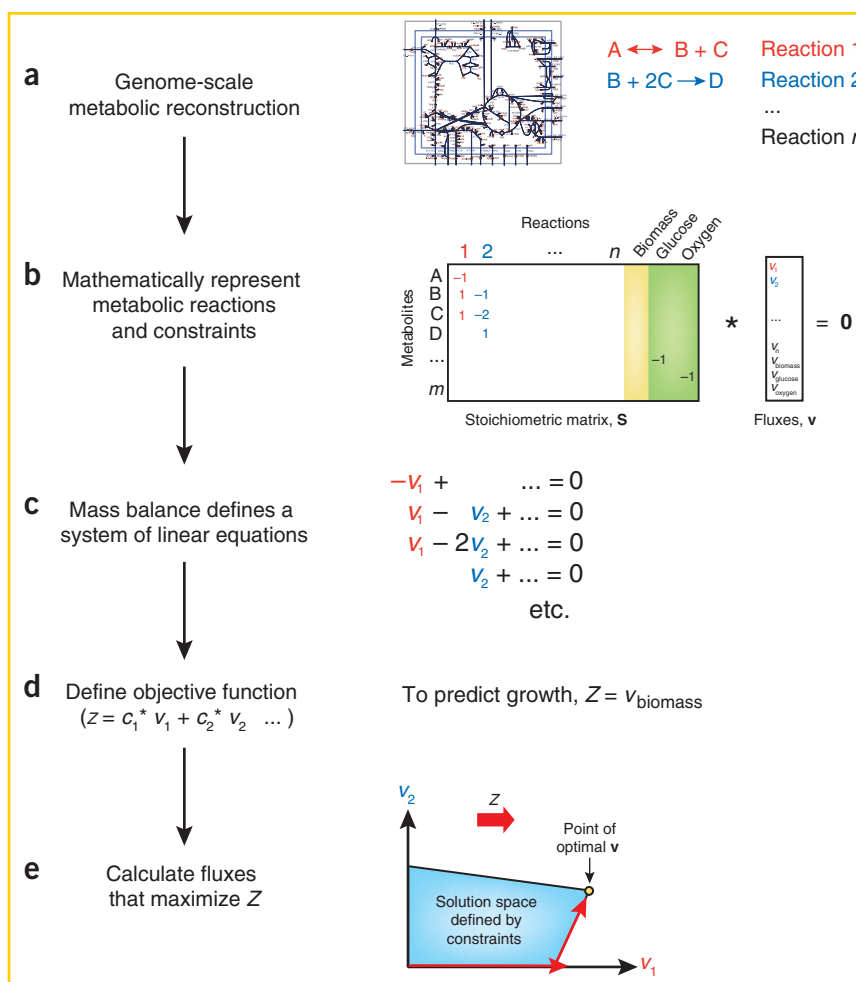 a
Genome-scale
metabolic reconstruction
A ↔ B + C Reaction 1
B + 2C → D Reaction 2
...
Reaction n
b
Mathematically represent
metabolic reactions
and constraints
Reactions
1 2 ... n Biomass Glucose Oxygen
Metabolites
A −1
B 1 −1
C 1 −2
D 1
... −1
−1
m
Stoichiometric matrix, S
*
v₁
v₂
...
vₙ
v_biomass
v_glucose
v_oxygen
= 0
Fluxes, v
c
Mass balance defines a
system of linear equations
−v₁ + ... = 0
v₁ − v₂ + ... = 0
v₁ − 2v₂ + ... = 0
v₂ + ... = 0
etc.
d
Define objective function
(z = c₁* v₁ + c₂* v₂ ... )
To predict growth, Z = v_biomass
e
Calculate fluxes
that maximize Z
v₂
Z
Point of
optimal v
Solution space
defined by
constraints
v₁